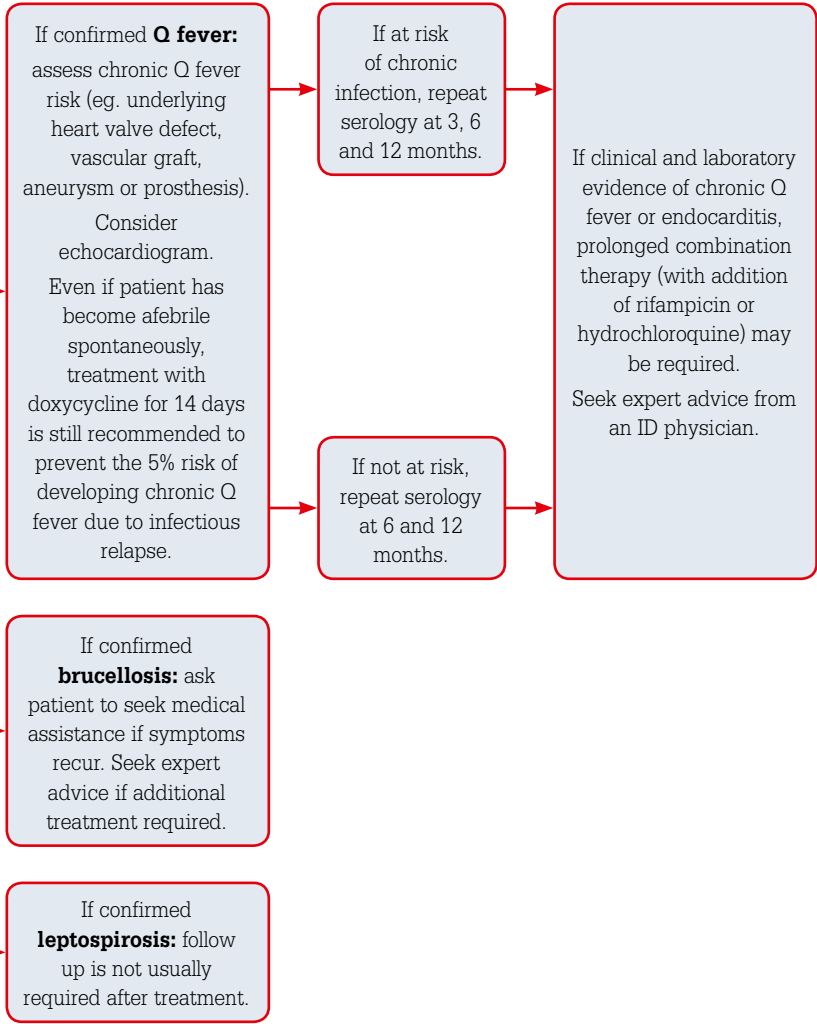 If confirmed Q fever:
assess chronic Q fever
risk (eg. underlying
heart valve defect,
vascular graft,
aneurysm or prosthesis).
Consider
echocardiogram.
Even if patient has
become afebrile
spontaneously,
treatment with
doxycycline for 14 days
is still recommended to
prevent the 5% risk of
developing chronic Q
fever due to infectious
relapse.
If at risk
of chronic
infection, repeat
serology at 3, 6
and 12 months.
If not at risk,
repeat serology
at 6 and 12
months.
If clinical and laboratory
evidence of chronic Q
fever or endocarditis,
prolonged combination
therapy (with addition
of rifampicin or
hydrochloroquine) may
be required.
Seek expert advice from
an ID physician.
If confirmed
brucellosis: ask
patient to seek medical
assistance if symptoms
recur. Seek expert
advice if additional
treatment required.
If confirmed
leptospirosis: follow
up is not usually
required after treatment.